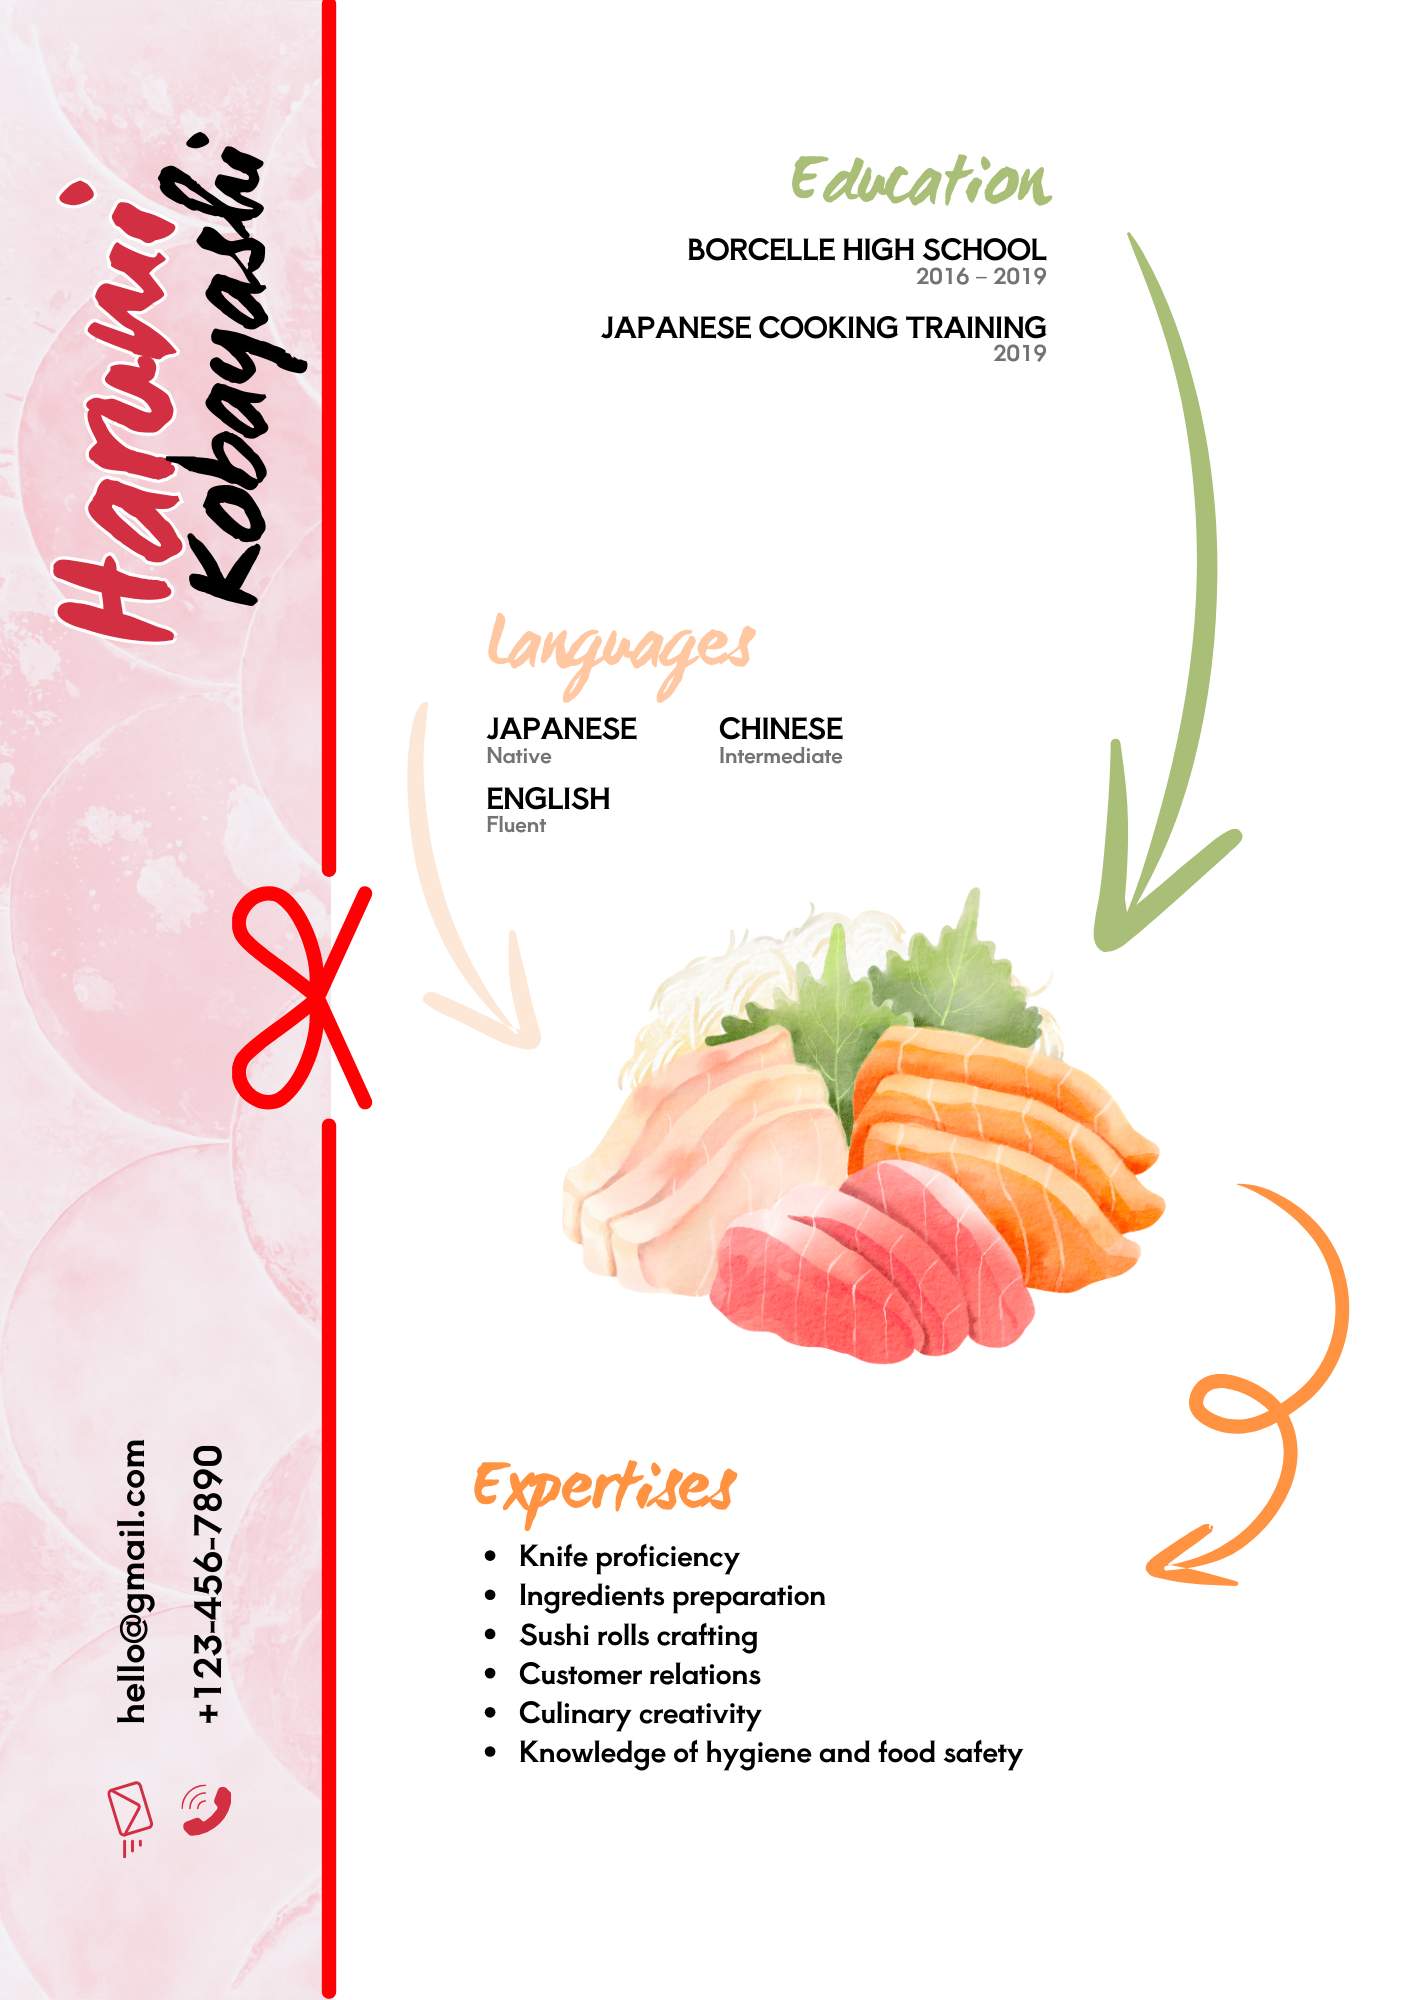 Harumi
Kobayashi
hello@gmail.com
+123-456-7890
Education
BORCELLE HIGH SCHOOL
2016 – 2019
JAPANESE COOKING TRAINING
2019
Languages
JAPANESE
Native
CHINESE
Intermediate
ENGLISH
Fluent
Expertises
• Knife proficiency
• Ingredients preparation
• Sushi rolls crafting
• Customer relations
• Culinary creativity
• Knowledge of hygiene and food safety